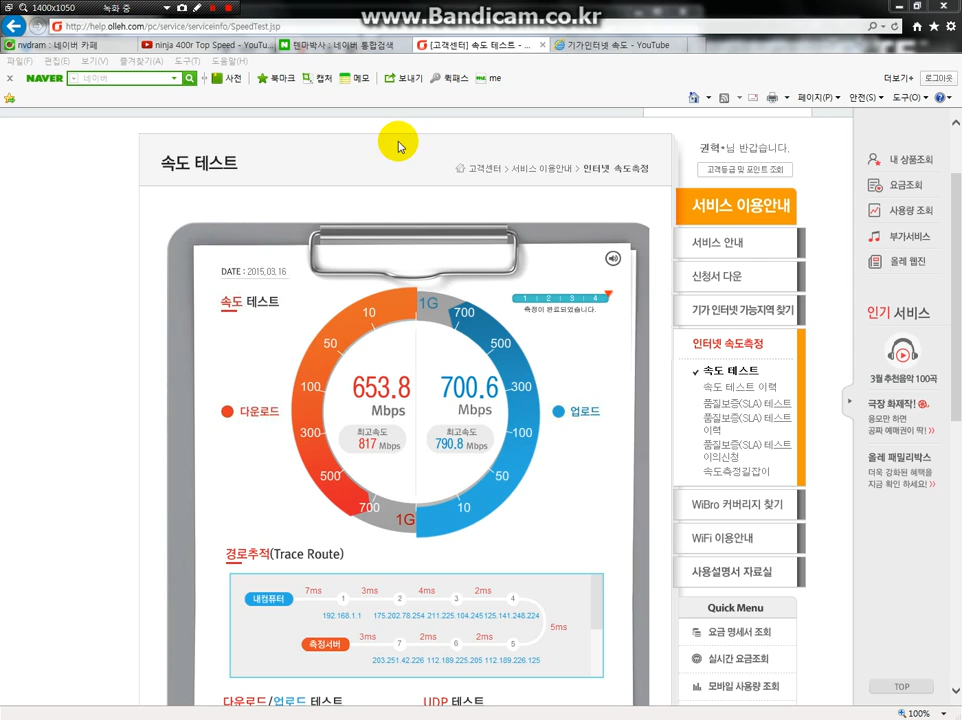 1400x1050 녹화 중
www.Bandicam.co.kr
http://help.olleh.com/pc/service/serviceinfo/SpeedTest.jsp
nvdram : 네이버 카페
ninja 400r Top Speed - YouTu...
텐마박사 : 네이버 통합검색
[고객센터] 속도 테스트 - ...
기가인터넷 속도 - YouTube
파일(F) 편집(E) 보기(V) 즐겨찾기(A) 도구(T) 도움말(H)
NAVER 네이버 사전 북마크 캡처 메모 보내기 퀵패스 me 더보기+ 로그아웃
페이지(P) 안전(S) 도구(O)
속도 테스트
고객센터 > 서비스 이용안내 > 인터넷 속도측정
DATE : 2015.03.16
속도 테스트
1 2 3 4
측정이 완료되었습니다.
10 50 100 300 500 700 1G
1G 700 500 300 100 50 10
다운로드
653.8
Mbps
최고속도
817 Mbps
700.6
Mbps
최고속도
790.8 Mbps
업로드
경로추적(Trace Route)
7ms 3ms 4ms 3ms 2ms
내컴퓨터 1 2 3 4
192.168.1.1 175.202.78.254 211.225.104.245 125.141.248.224
5ms
3ms 2ms 2ms
측정서버 7 6 5
203.251.42.226 112.189.225.205 112.189.226.125
다운로드/업로드 테스트
UDP 테스트
권혁*님 반갑습니다.
고객등급 및 포인트 조회
서비스 이용안내
서비스 안내
신청서 다운
기가 인터넷 가능지역 찾기
인터넷 속도측정
속도 테스트
속도 테스트 이력
품질보증(SLA) 테스트
품질보증(SLA) 테스트
이력
품질보증(SLA) 테스트
이의신청
속도측정길잡이
WiBro 커버리지 찾기
WiFi 이용안내
사용설명서 자료실
Quick Menu
요금 명세서 조회
실시간 요금조회
모바일 사용량 조회
내 상품조회
요금조회
사용량 조회
부가서비스
올레 웹진
인기 서비스
3월 추천음악 100곡
극장 화제작!
응모만 하면
공짜 예매권이 딱! »
올레 패밀리박스
더욱 강화된 혜택을
지금 확인 하세요! »
TOP
100%